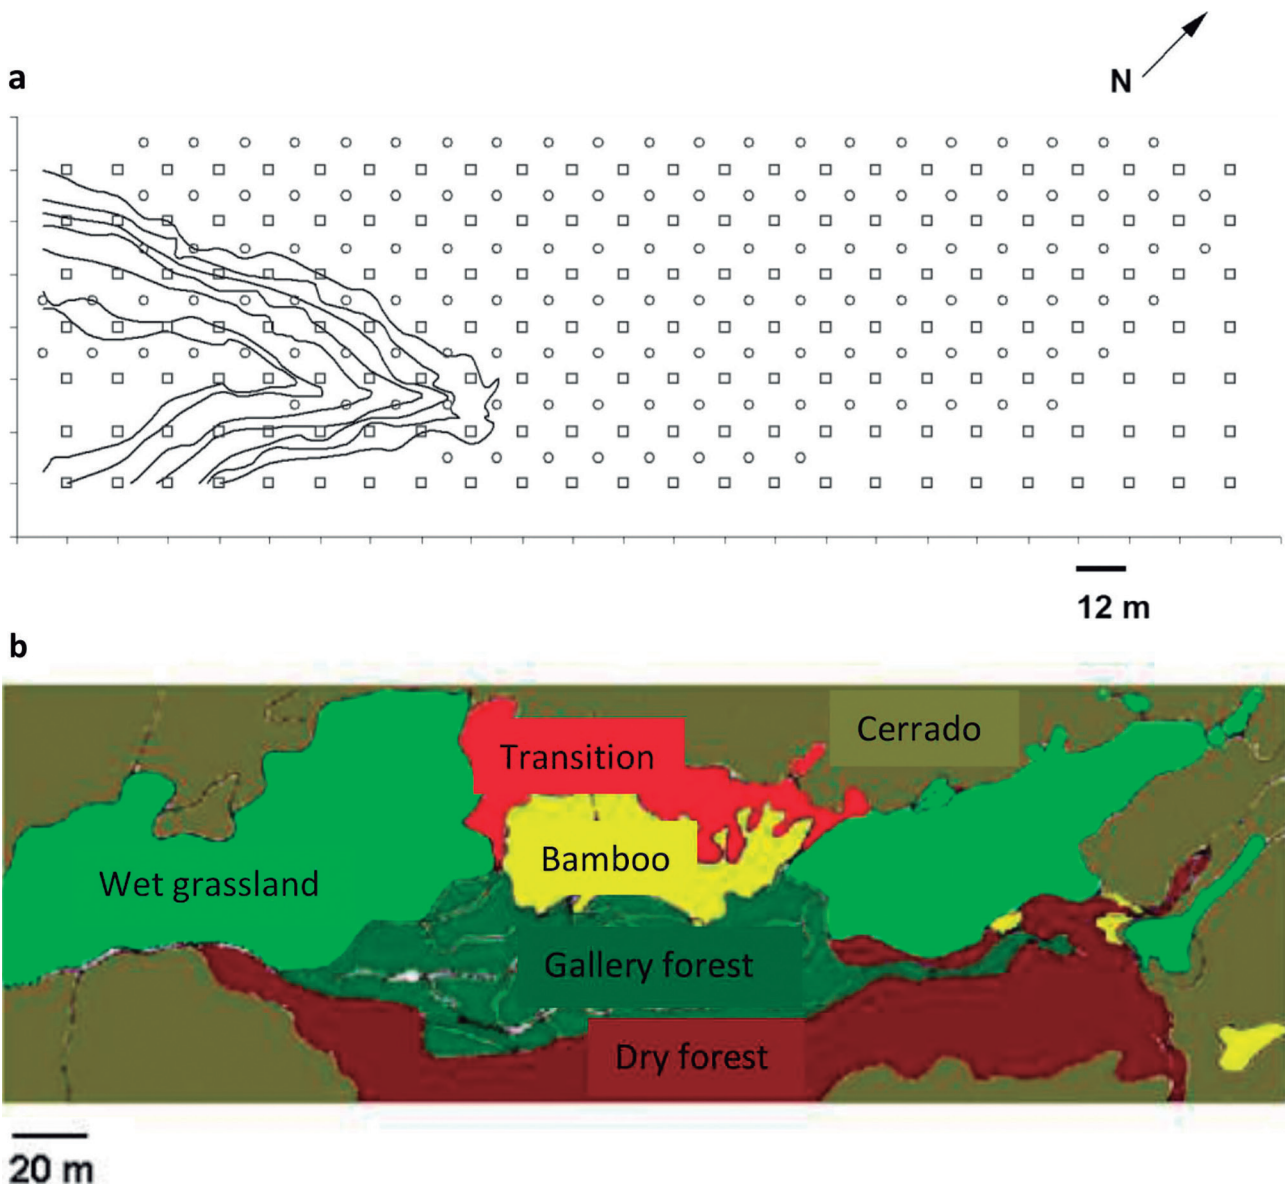 a
N
12 m
b
Transition
Cerrado
Bamboo
Wet grassland
Gallery forest
Dry forest
20 m